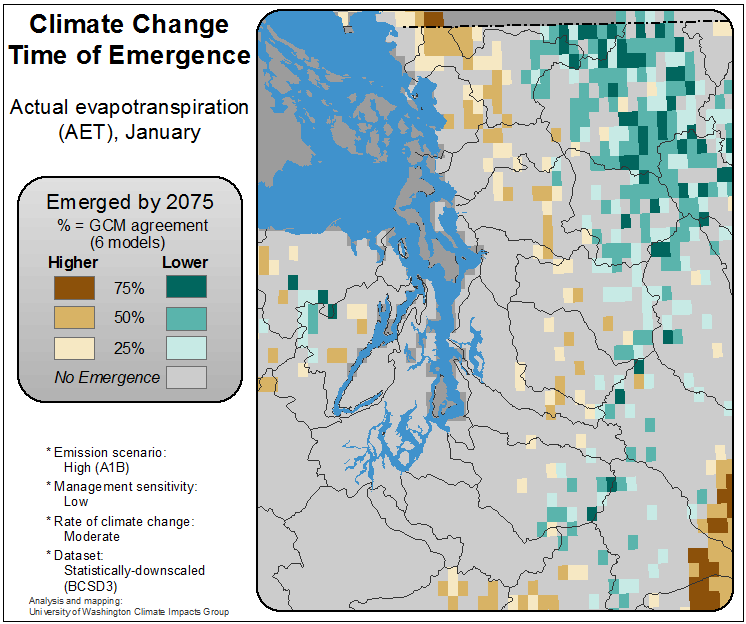 Climate Change
Time of Emergence
Actual evapotranspiration
(AET), January
Emerged by 2075
% = GCM agreement
(6 models)
Higher Lower
75%
50%
25%
No Emergence
* Emission scenario:
High (A1B)
* Management sensitivity:
Low
* Rate of climate change:
Moderate
* Dataset:
Statistically-downscaled
(BCSD3)
Analysis and mapping:
University of Washington Climate Impacts Group